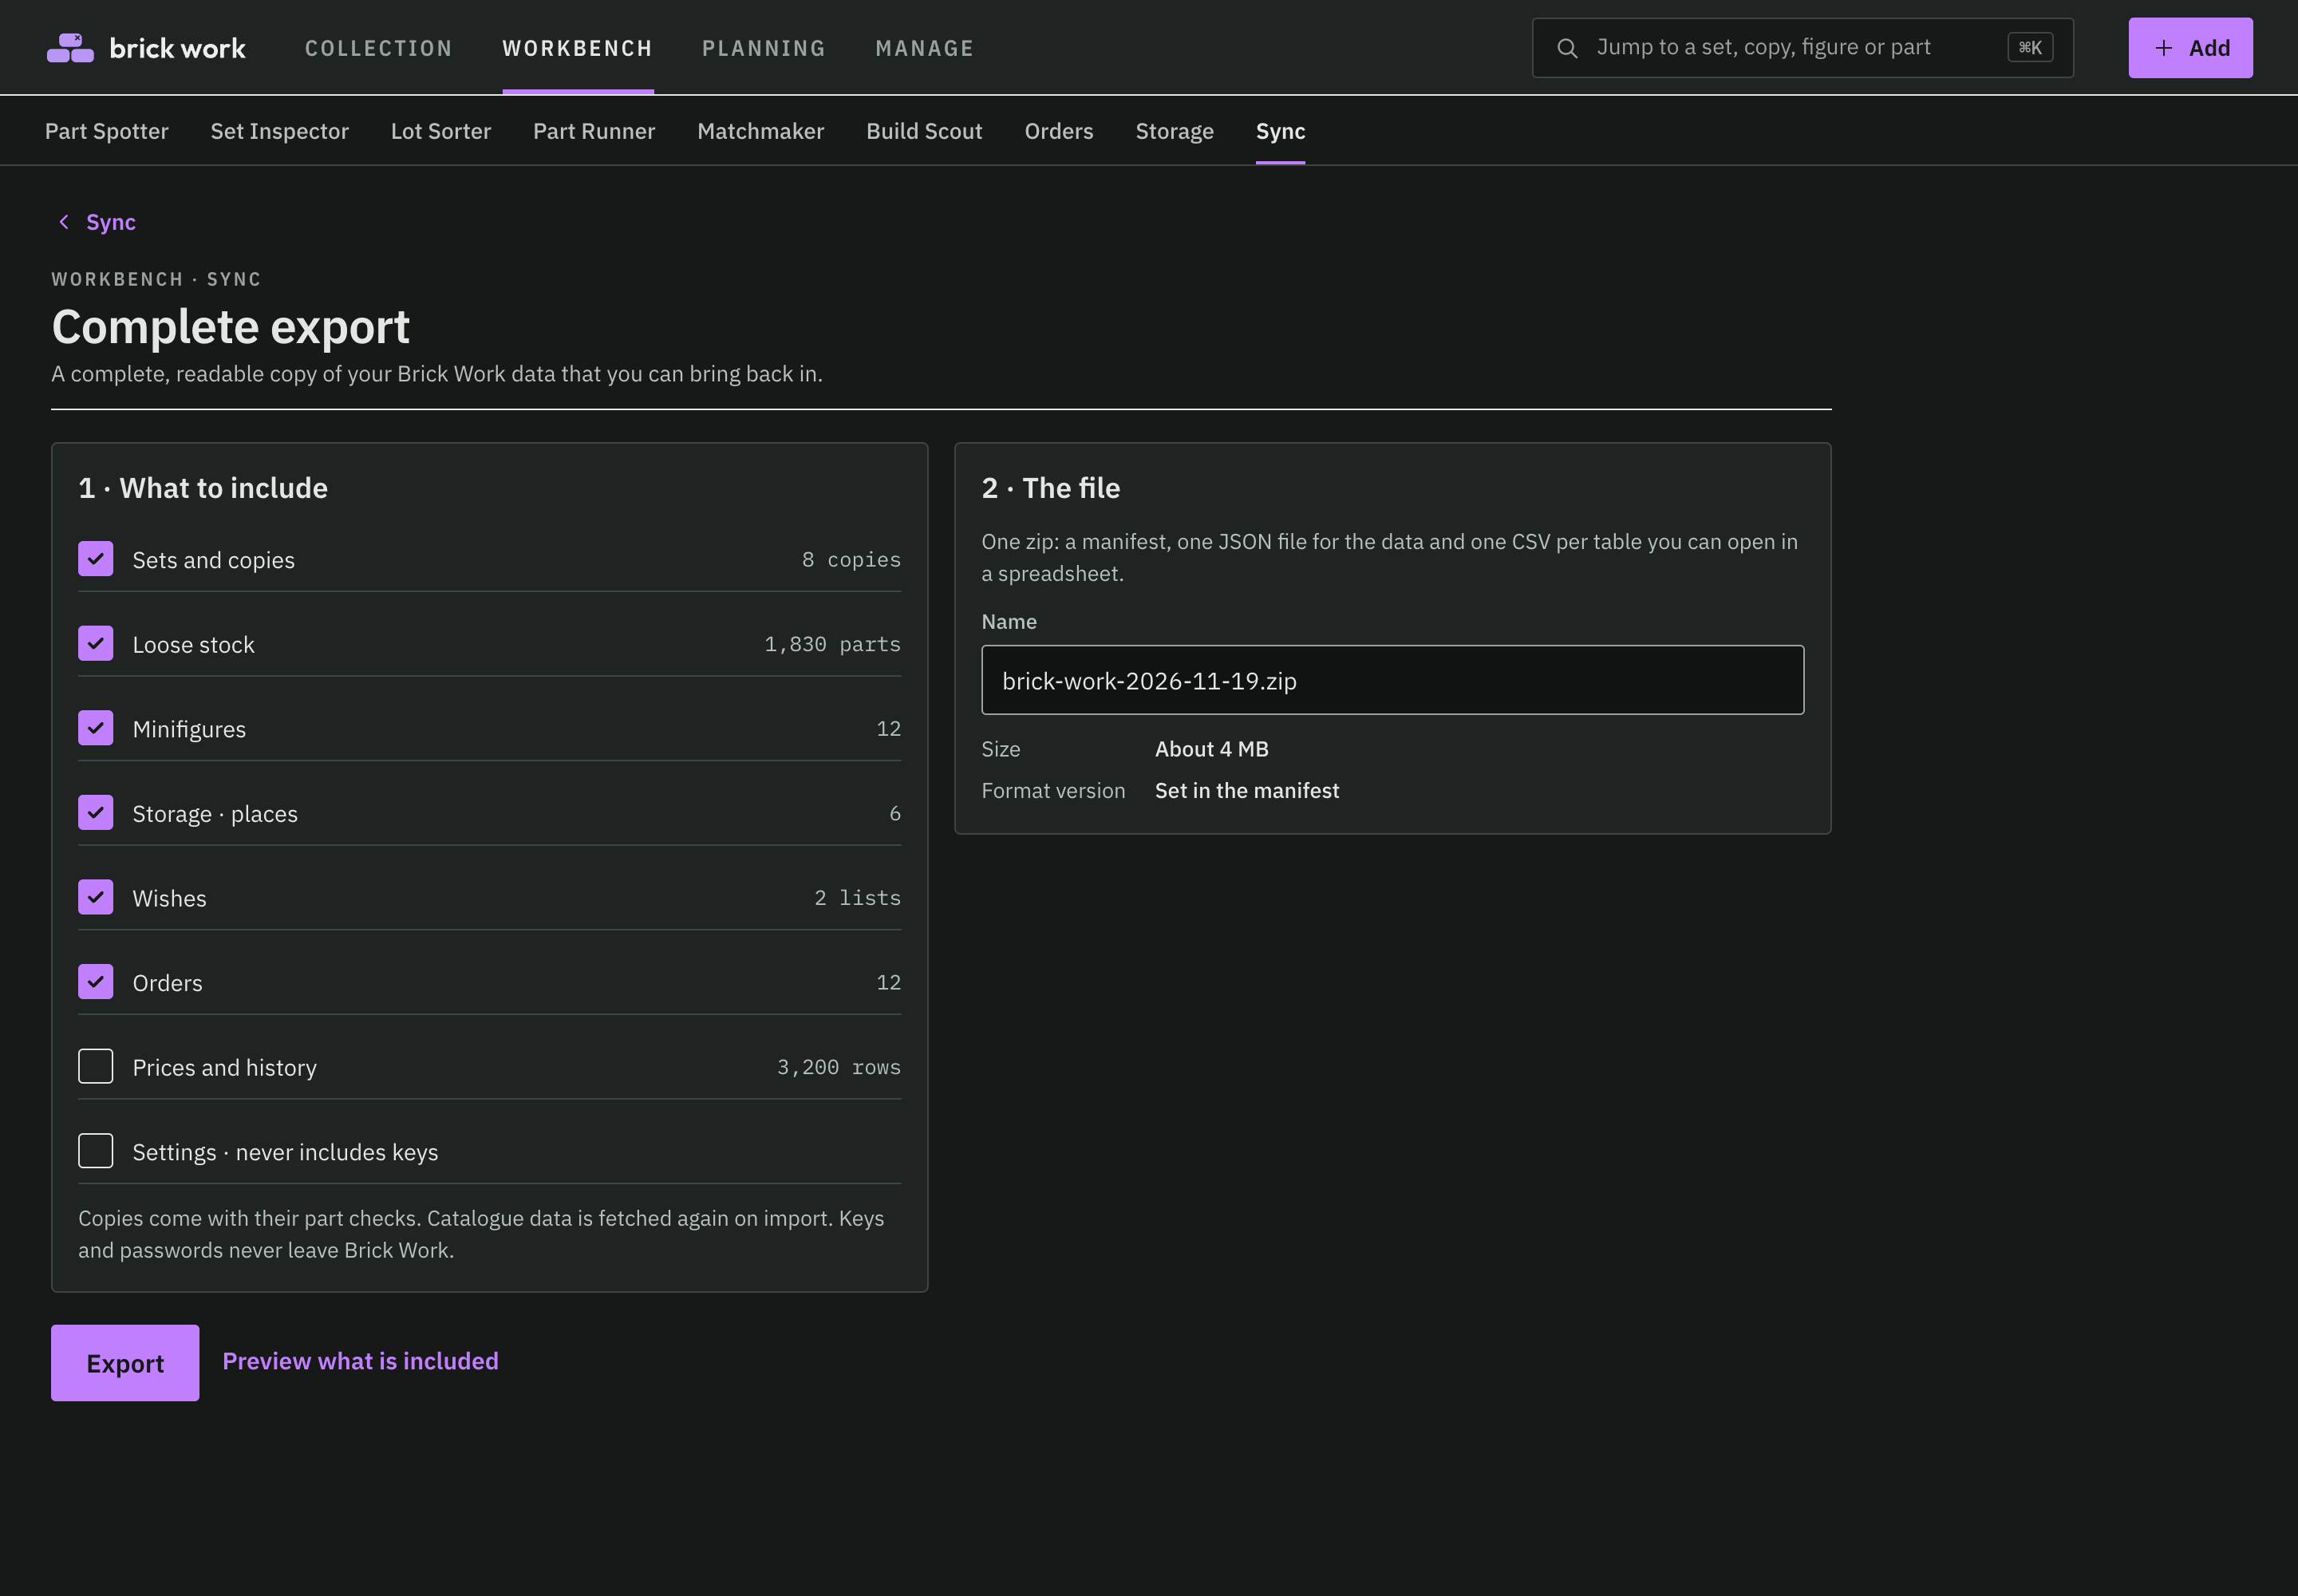 brick work
COLLECTION
WORKBENCH
PLANNING
MANAGE
Jump to a set, copy, figure or part
⌘K
+ Add
Part Spotter
Set Inspector
Lot Sorter
Part Runner
Matchmaker
Build Scout
Orders
Storage
Sync
Sync
WORKBENCH · SYNC
Complete export
A complete, readable copy of your Brick Work data that you can bring back in.
1 · What to include
Sets and copies 8 copies
Loose stock 1,830 parts
Minifigures 12
Storage · places 6
Wishes 2 lists
Orders 12
Prices and history 3,200 rows
Settings · never includes keys
Copies come with their part checks. Catalogue data is fetched again on import. Keys
and passwords never leave Brick Work.
2 · The file
One zip: a manifest, one JSON file for the data and one CSV per table you can open in
a spreadsheet.
Name
brick-work-2026-11-19.zip
Size About 4 MB
Format version Set in the manifest
Export
Preview what is included